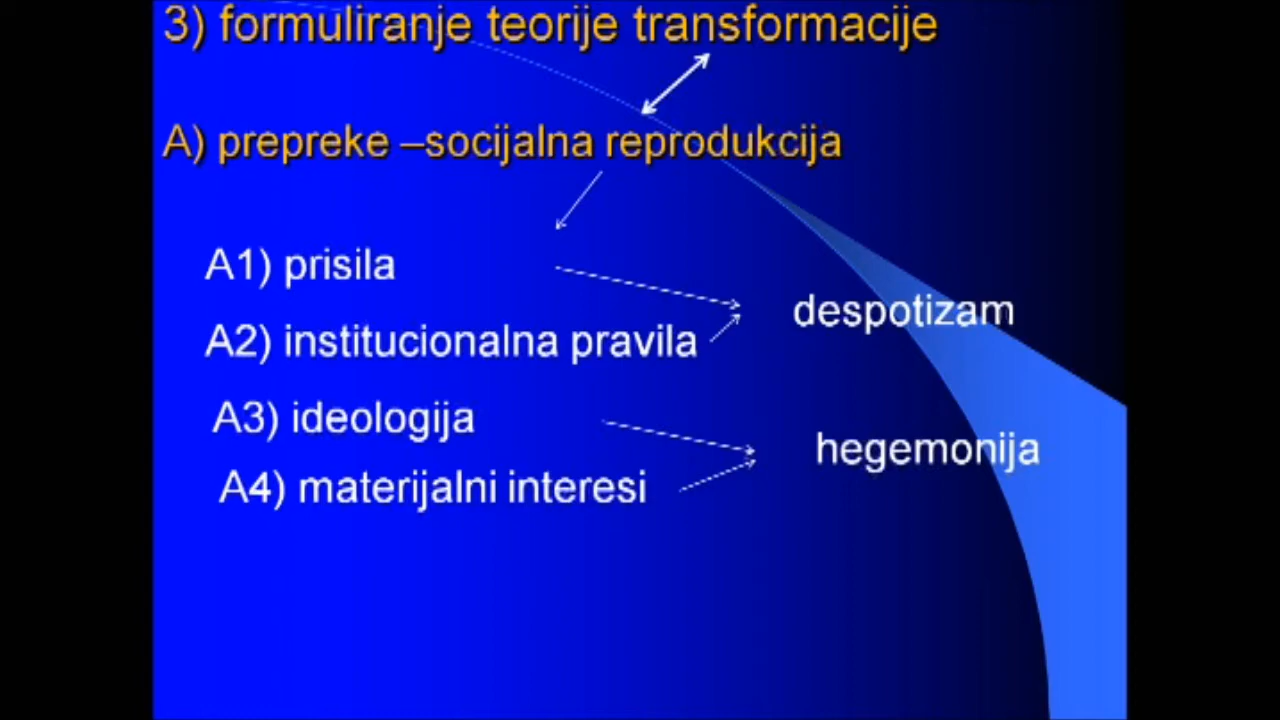 3) formuliranje teorije transformacije
A) prepreke –socijalna reprodukcija
A1) prisila
despotizam
A2) institucionalna pravila
A3) ideologija
hegemonija
A4) materijalni interesi